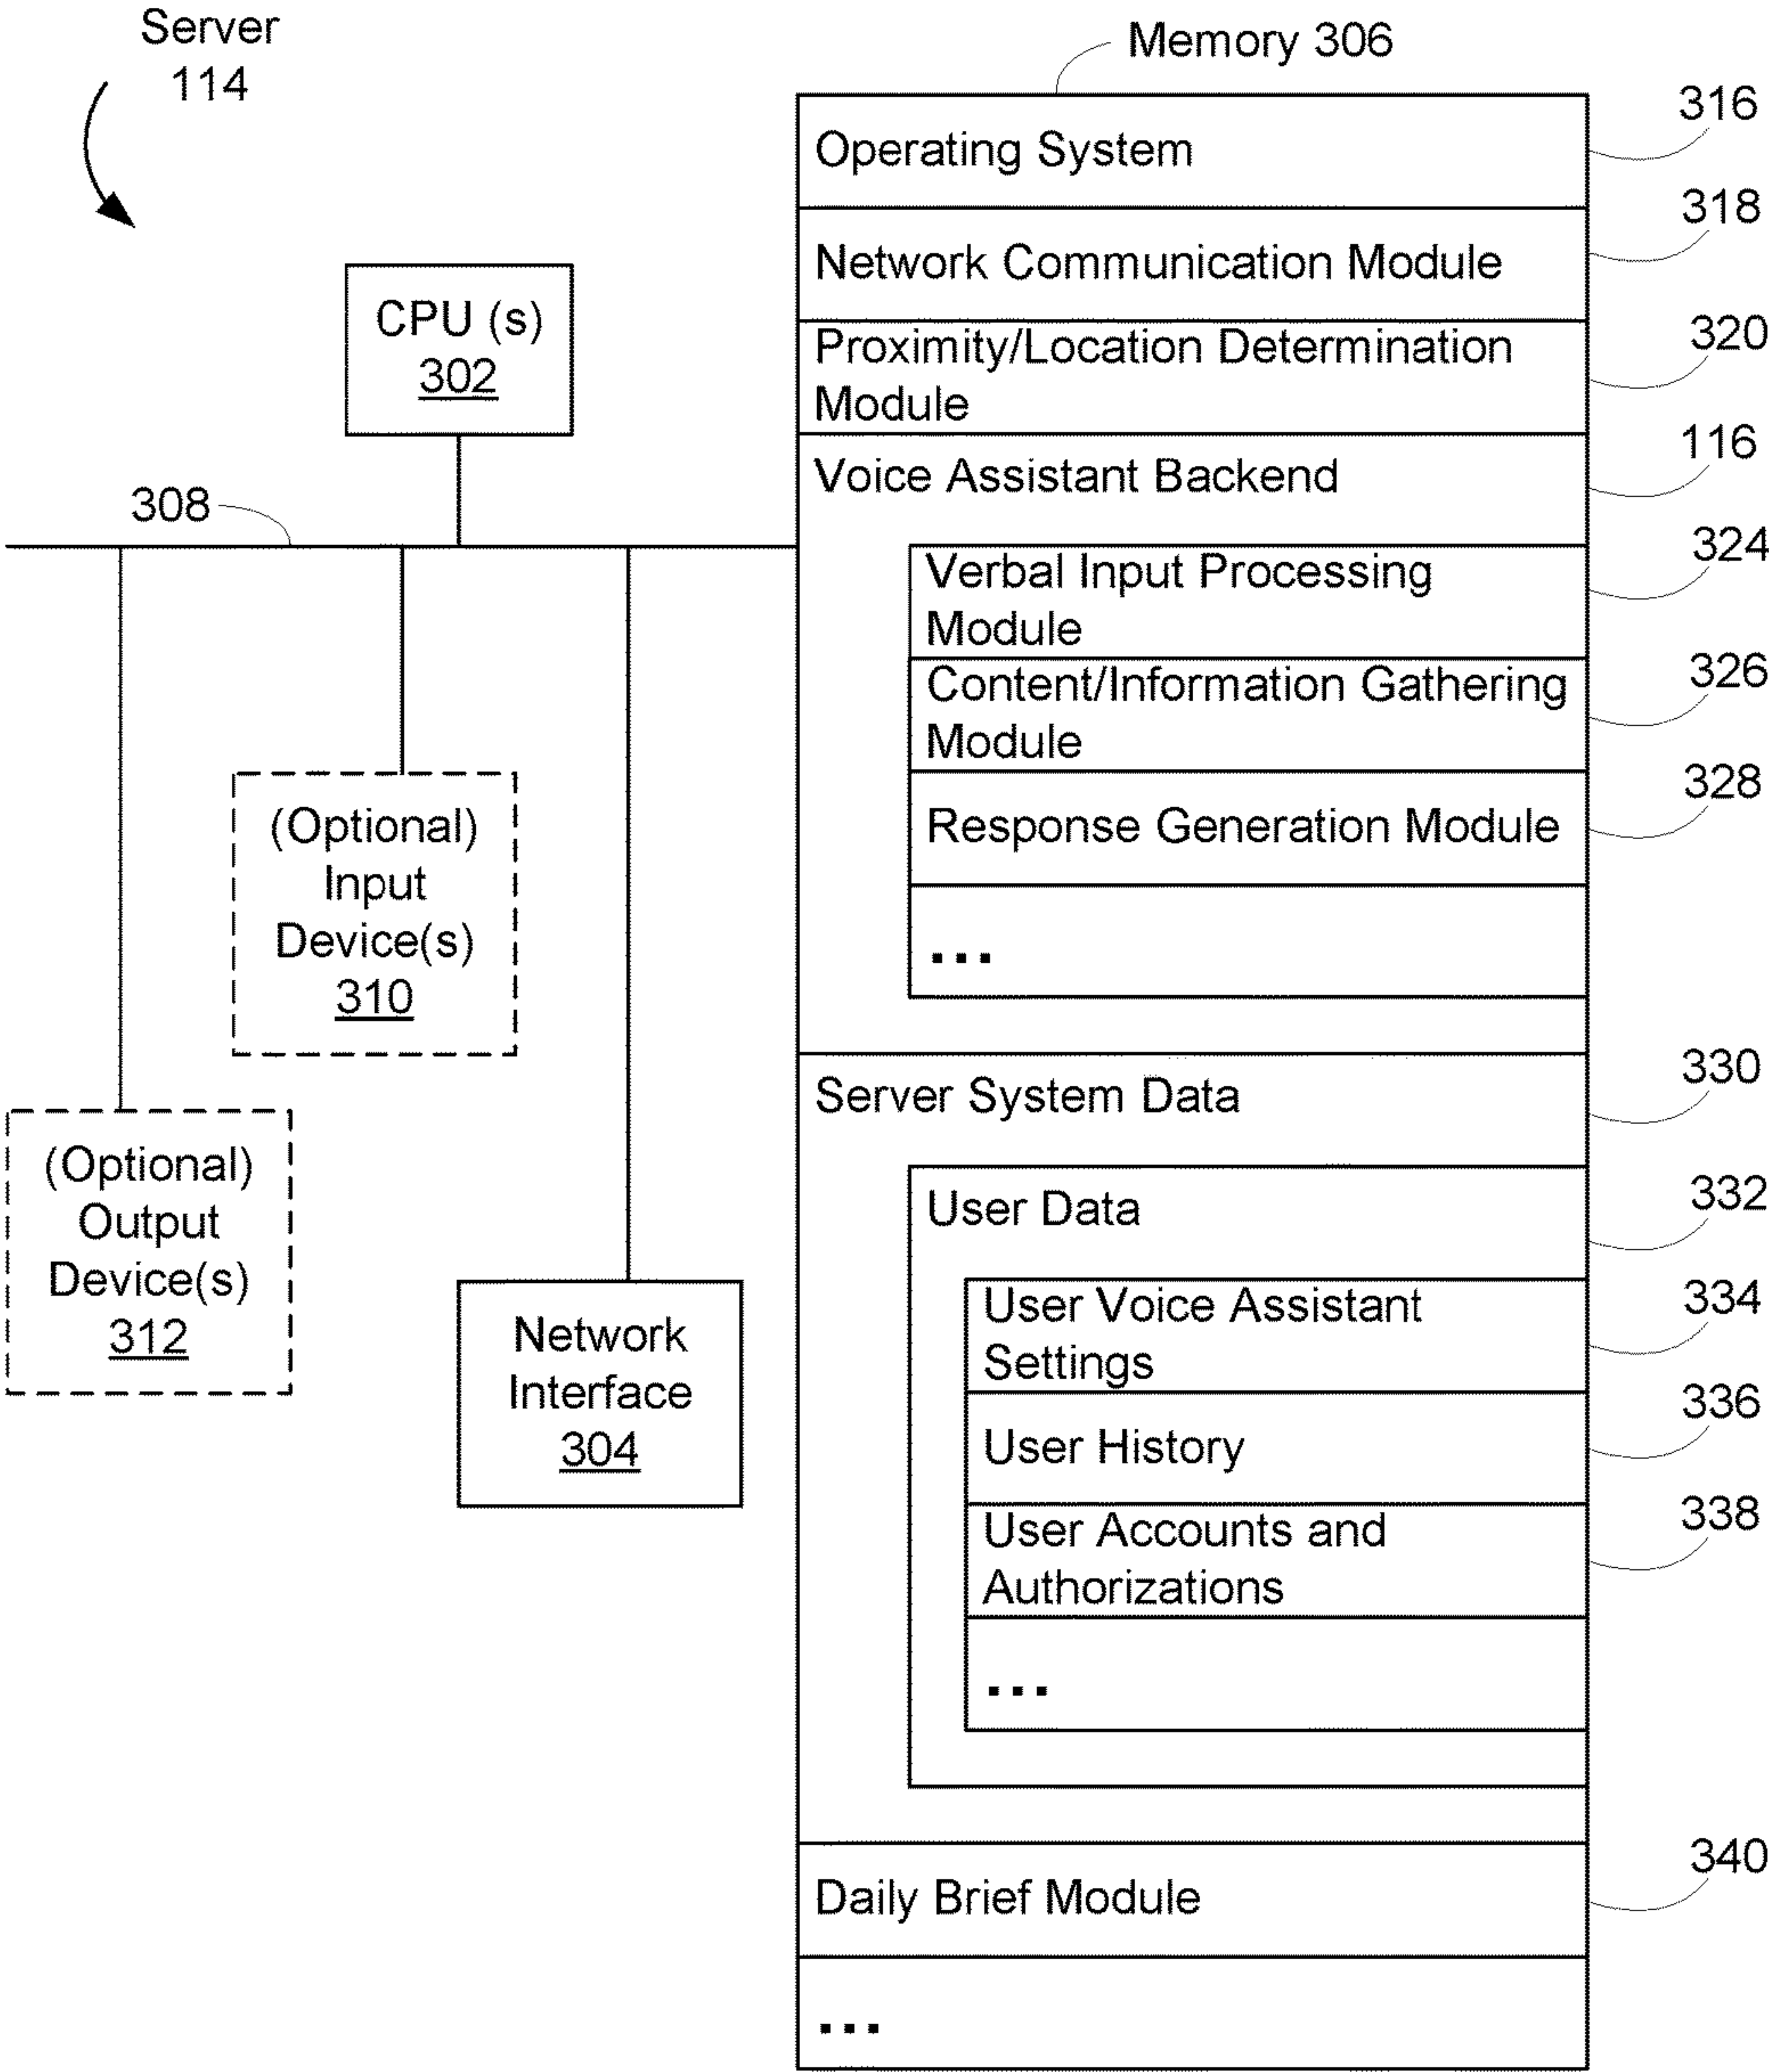 Server
114
Memory 306
316
Operating System
318
Network Communication Module
CPU (s)
302
320
Proximity/Location Determination
Module
116
Voice Assistant Backend
308
324
Verbal Input Processing
Module
326
Content/Information Gathering
Module
328
Response Generation Module
...
(Optional)
Input
Device(s)
310
330
Server System Data
(Optional)
Output
Device(s)
312
332
User Data
334
User Voice Assistant
Settings
Network
Interface
304
336
User History
338
User Accounts and
Authorizations
...
340
Daily Brief Module
...